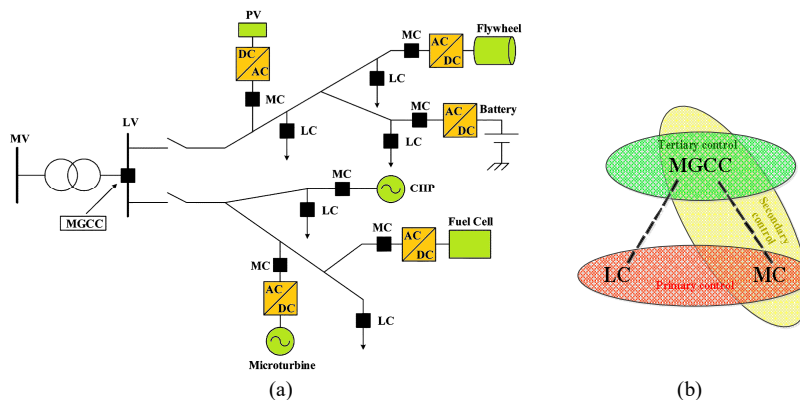 PV
DC
AC
MC
LC
MC
AC
DC
Flywheel
LC
MC
AC
DC
Battery
LC
MV
LV
MGCC
MC
CHP
LC
MC
AC
DC
Fuel Cell
MC
AC
DC
Microturbine
LC
(a)
Tertiary control
MGCC
Secondary
control
LC
MC
Primary control
(b)